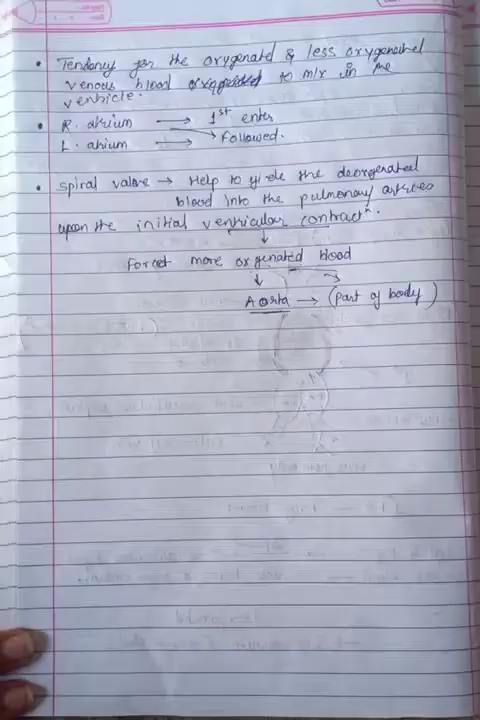 • Tendency for the oxygenated & less oxygenated
venous blood to mix in the
ventricle.
• R. atrium → 1st enter
L. atrium → Followed.
• Spiral valve → Help to guide the deoxygenated
blood into the pulmonary arteries
upon the initial ventricular contractn.
↓
Forced more oxygenated blood
↓
Aorta → (part of body)